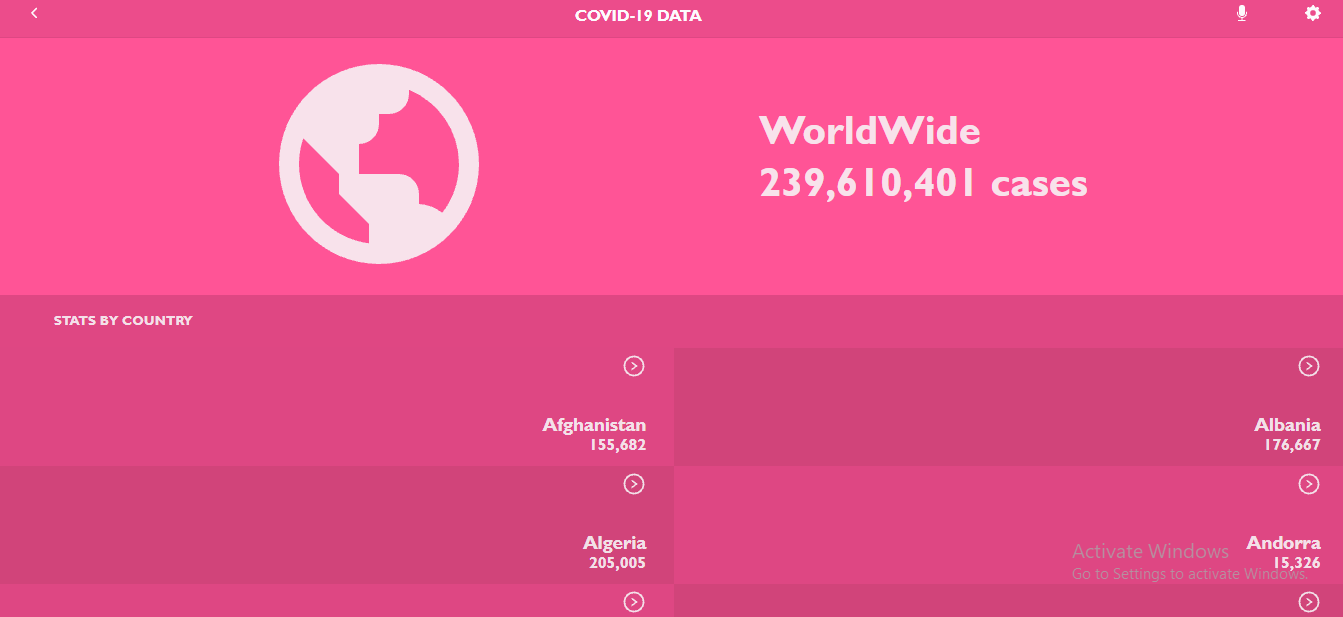 COVID-19 DATA
WorldWide
239,610,401 cases
STATS BY COUNTRY
Afghanistan
155,682
Albania
176,667
Algeria
205,005
Andorra
15,326
Activate Windows
Go to Settings to activate Windows.